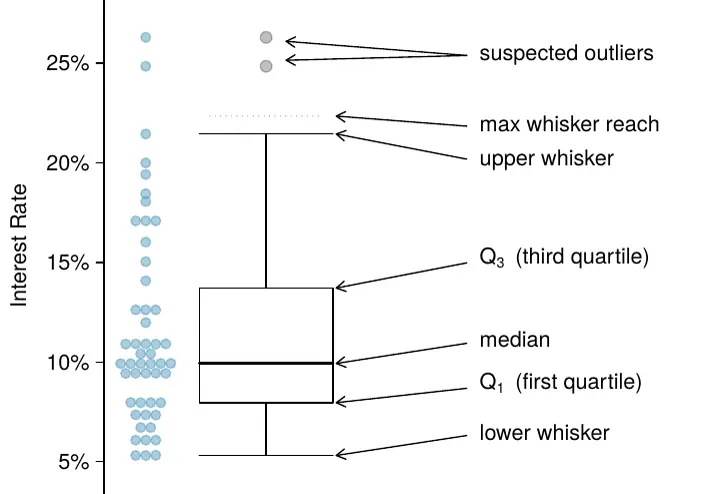 suspected outliers
25%
max whisker reach
upper whisker
20%
Interest Rate
Q3 (third quartile)
15%
median
10%
Q1 (first quartile)
lower whisker
5%